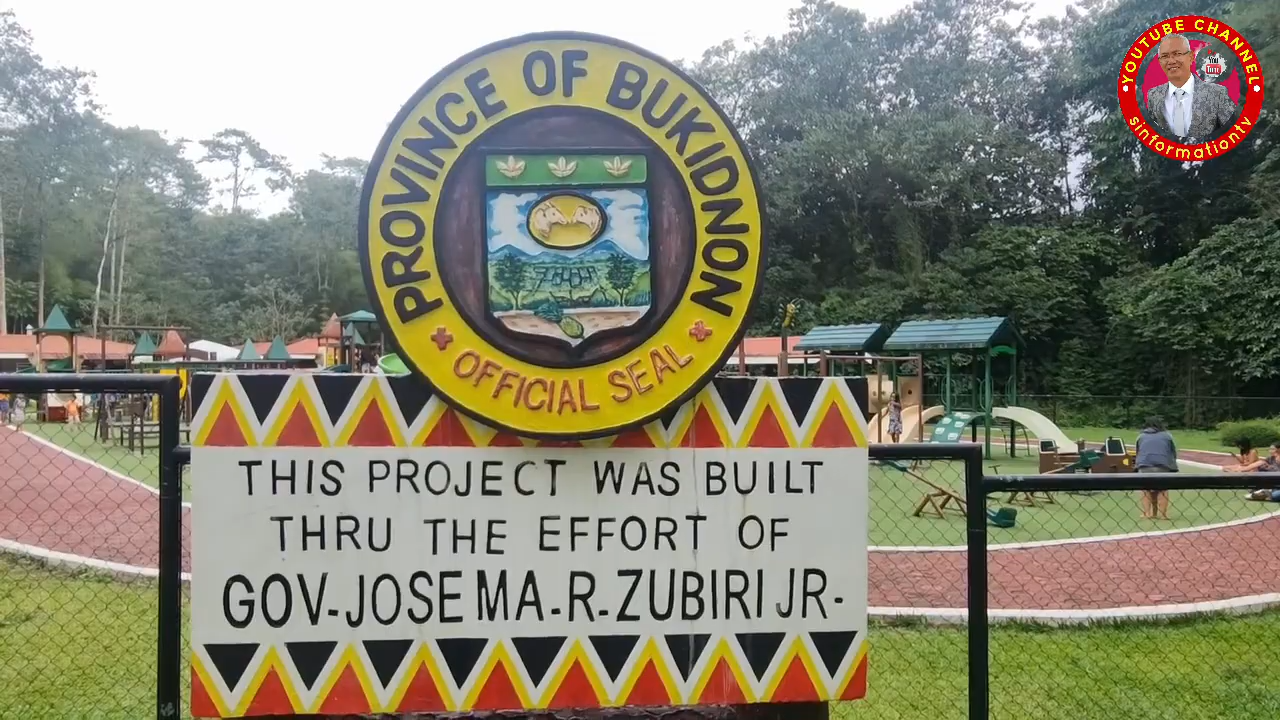 PROVINCE OF BUKIDNON
OFFICIAL SEAL
THIS PROJECT WAS BUILT
THRU THE EFFORT OF
GOV-JOSE MA-R-ZUBIRI JR-
YOUTUBE CHANNEL
sinformationtv